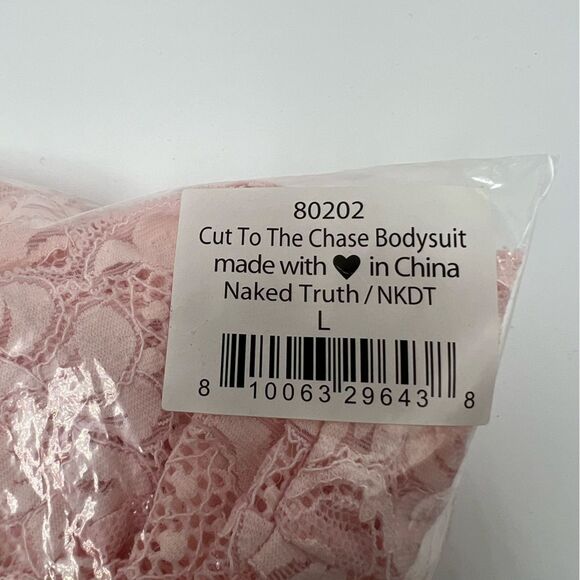 80202
Cut To The Chase Bodysuit
made with ♥ in China
Naked Truth / NKDT
L
8 10063 29643 8